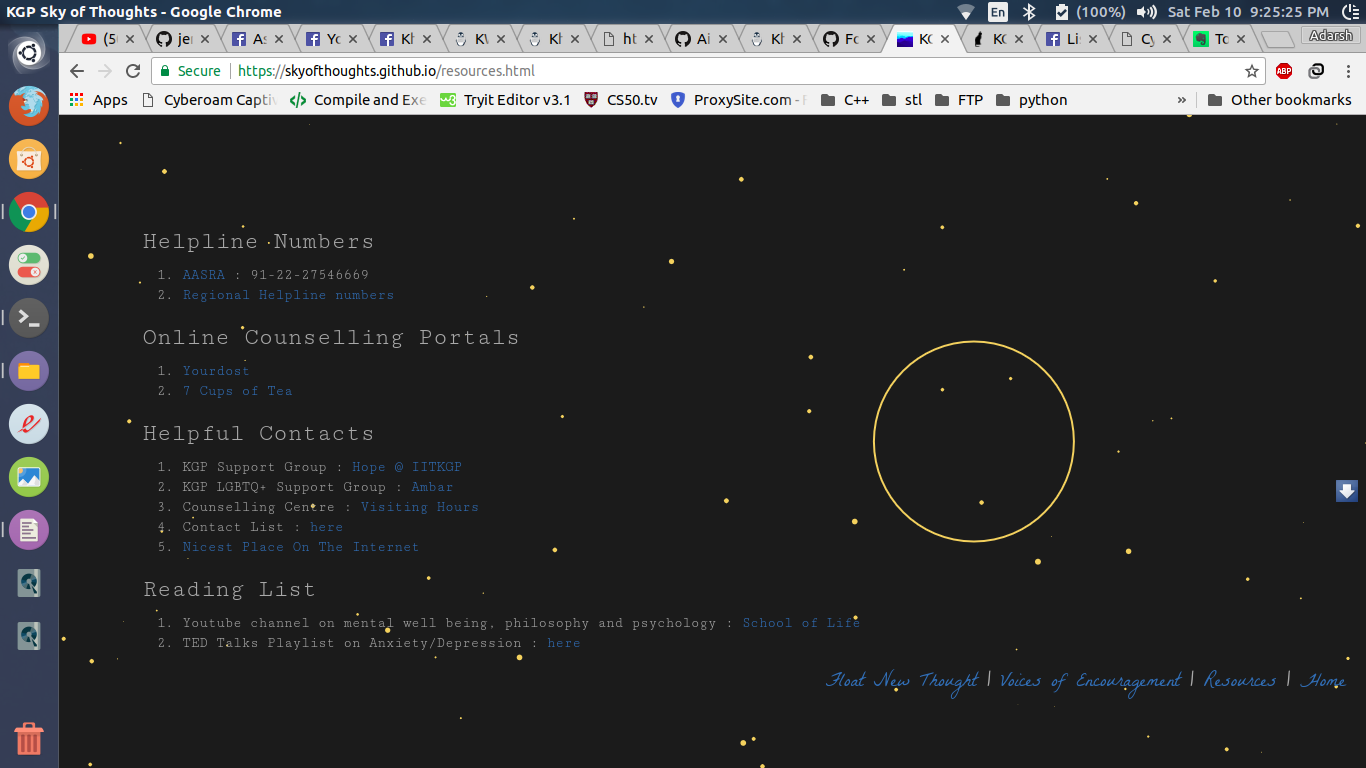 KGP Sky of Thoughts - Google Chrome
En (100%) Sat Feb 10 9:25:25 PM
(5 je As Yo Kh KV Kh ht Ai Kh Fo KG KG Lis Cy To Adarsh
Secure https://skyofthoughts.github.io/resources.html ABP
Apps Cyberoam Captiv Compile and Exe Tryit Editor v3.1 CS50.tv ProxySite.com - F C++ stl FTP python » Other bookmarks
Helpline Numbers
1. AASRA : 91-22-27546669
2. Regional Helpline numbers
Online Counselling Portals
1. Yourdost
2. 7 Cups of Tea
Helpful Contacts
1. KGP Support Group : Hope @ IITKGP
2. KGP LGBTQ+ Support Group : Ambar
3. Counselling Centre : Visiting Hours
4. Contact List : here
5. Nicest Place On The Internet
Reading List
1. Youtube channel on mental well being, philosophy and psychology : School of Life
2. TED Talks Playlist on Anxiety/Depression : here
Float New Thought | Voices of Encouragement | Resources | Home